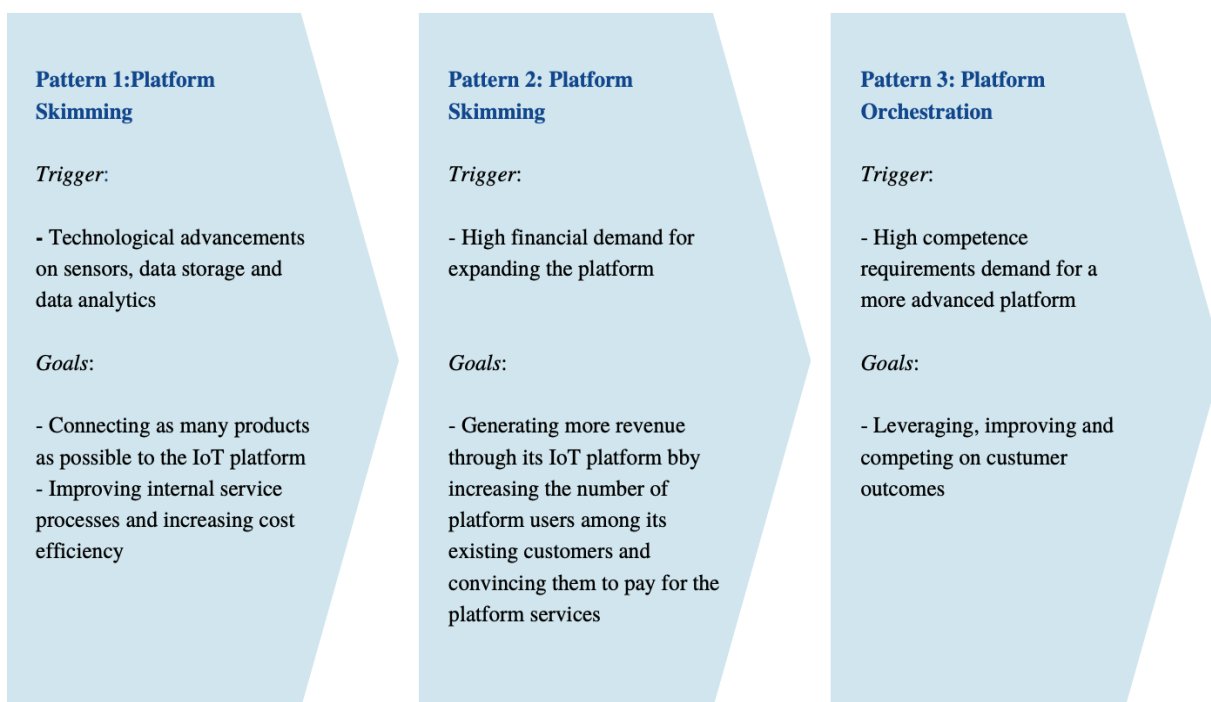 Pattern 1:Platform
Skimming
Trigger:
- Technological advancements
on sensors, data storage and
data analytics
Goals:
- Connecting as many products
as possible to the IoT platform
- Improving internal service
processes and increasing cost
efficiency
Pattern 2: Platform
Skimming
Trigger:
- High financial demand for
expanding the platform
Goals:
- Generating more revenue
through its IoT platform bby
increasing the number of
platform users among its
existing customers and
convincing them to pay for the
platform services
Pattern 3: Platform
Orchestration
Trigger:
- High competence
requirements demand for a
more advanced platform
Goals:
- Leveraging, improving and
competing on custumer
outcomes